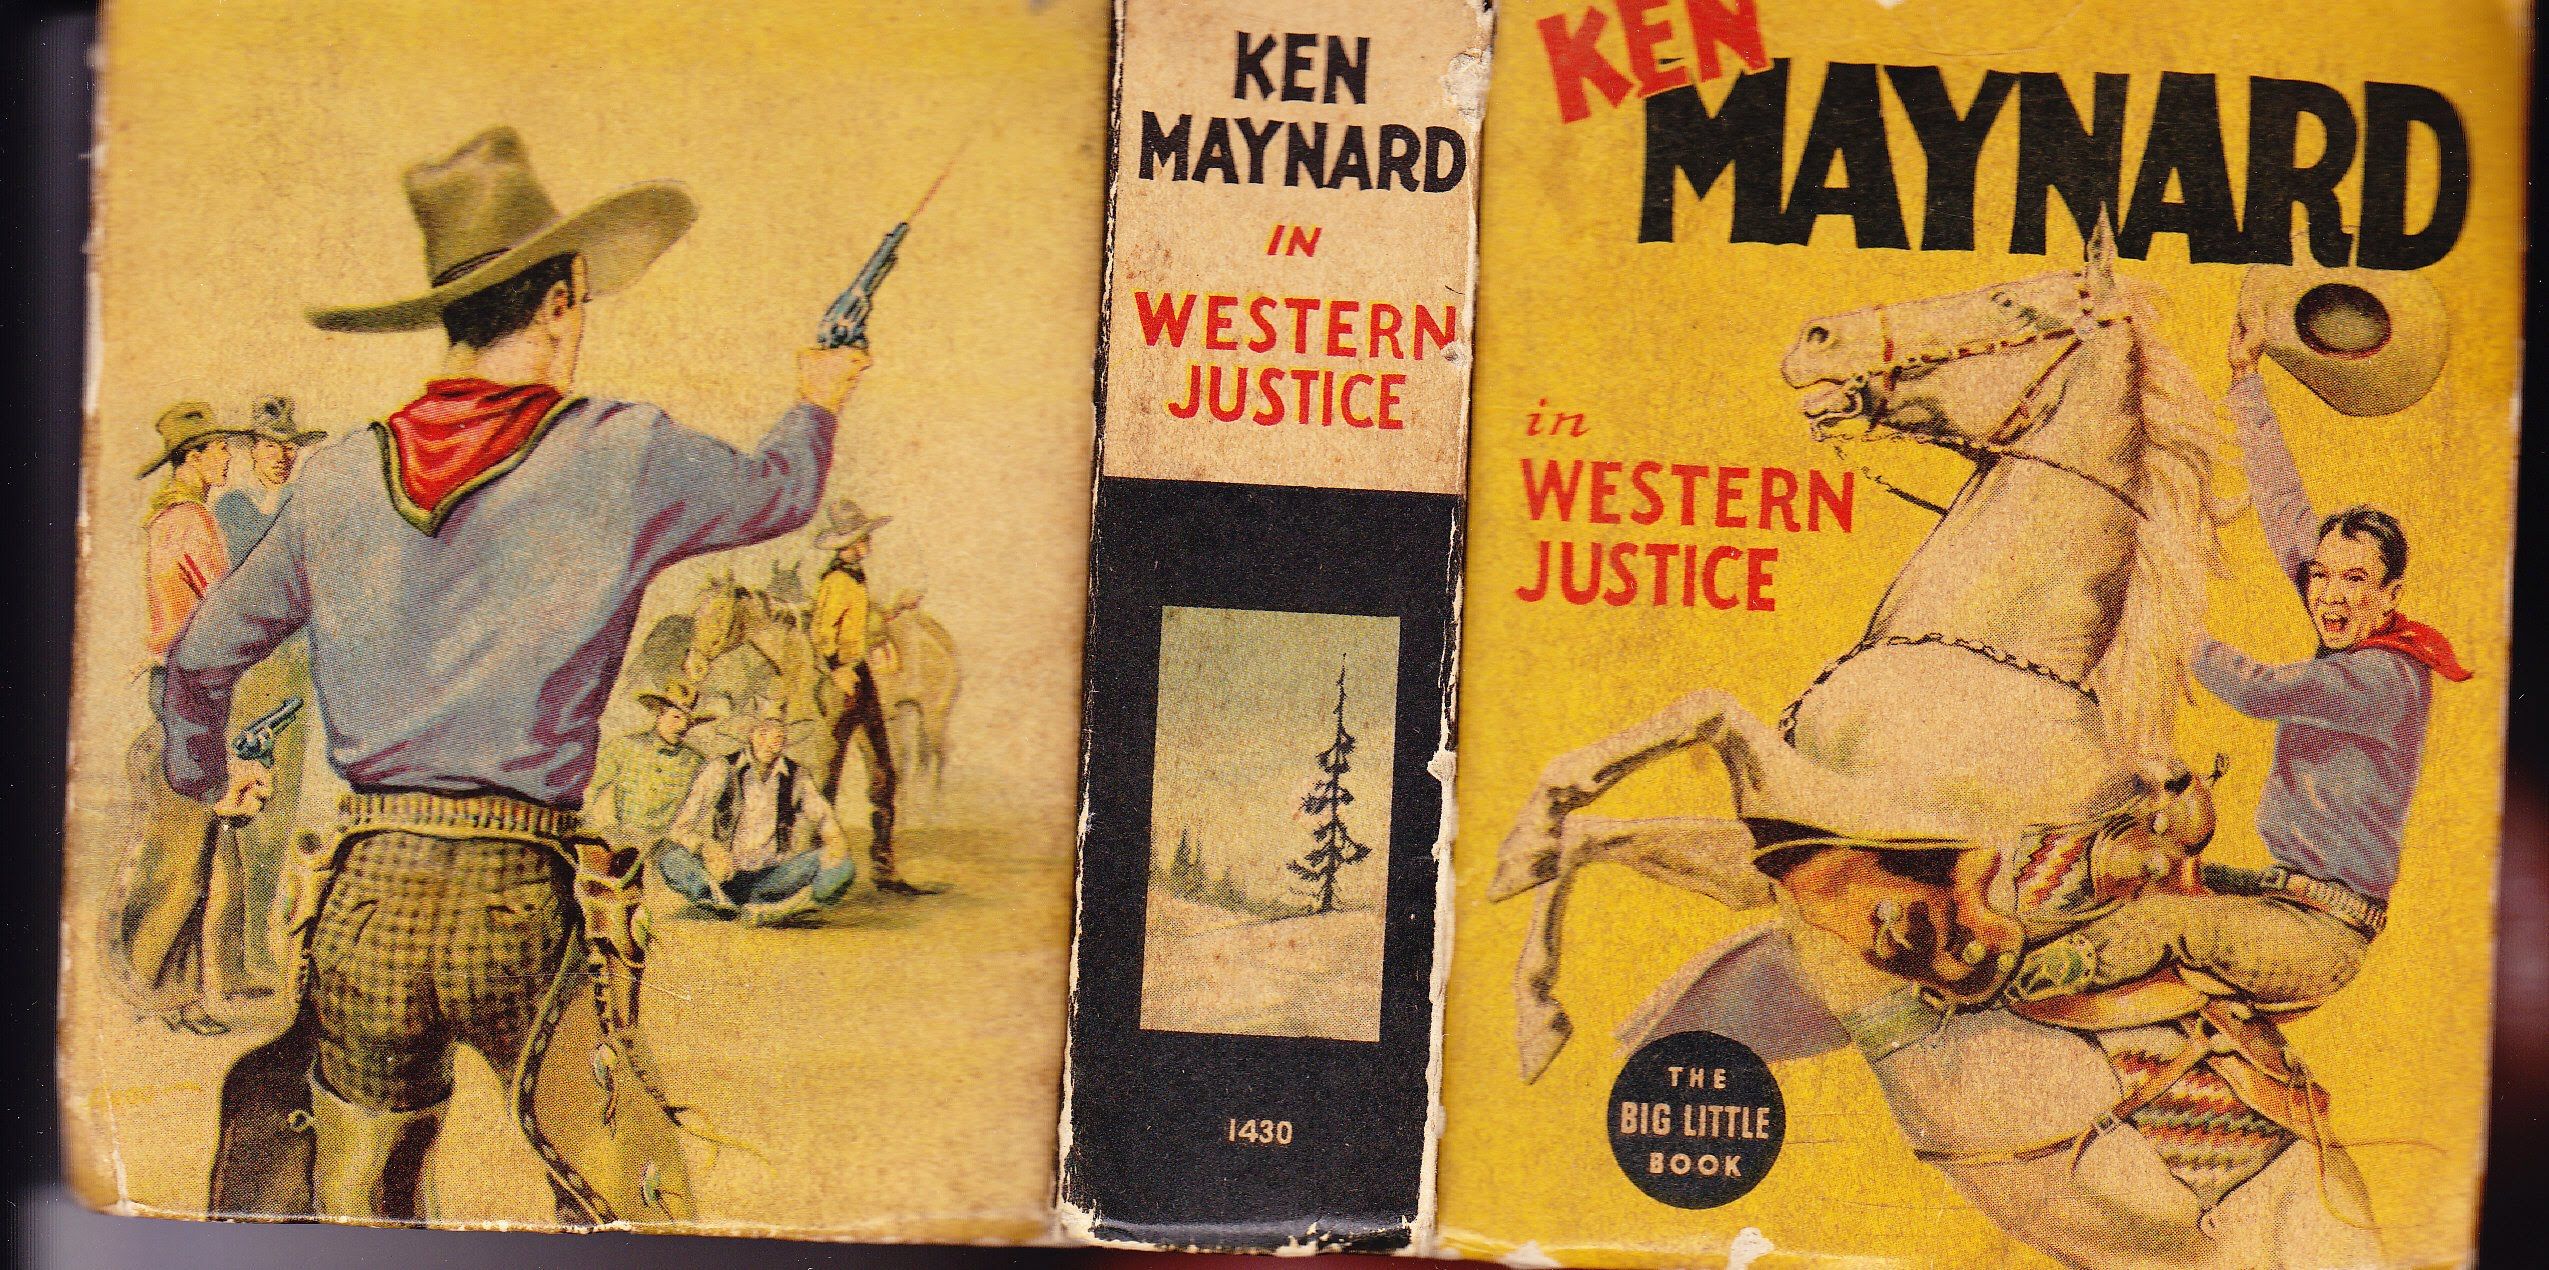 KEN
MAYNARD
IN
WESTERN
JUSTICE
1430
KEN
MAYNARD
in
WESTERN
JUSTICE
THE
BIG LITTLE
BOOK